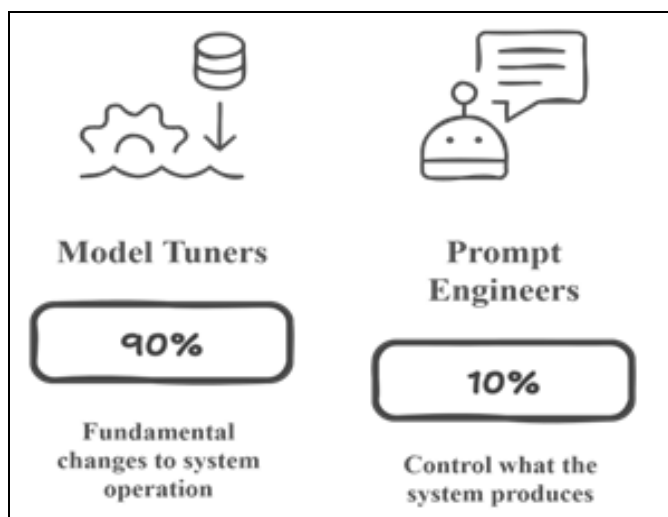 Model Tuners
90%
Fundamental
changes to system
operation
Prompt
Engineers
10%
Control what the
system produces